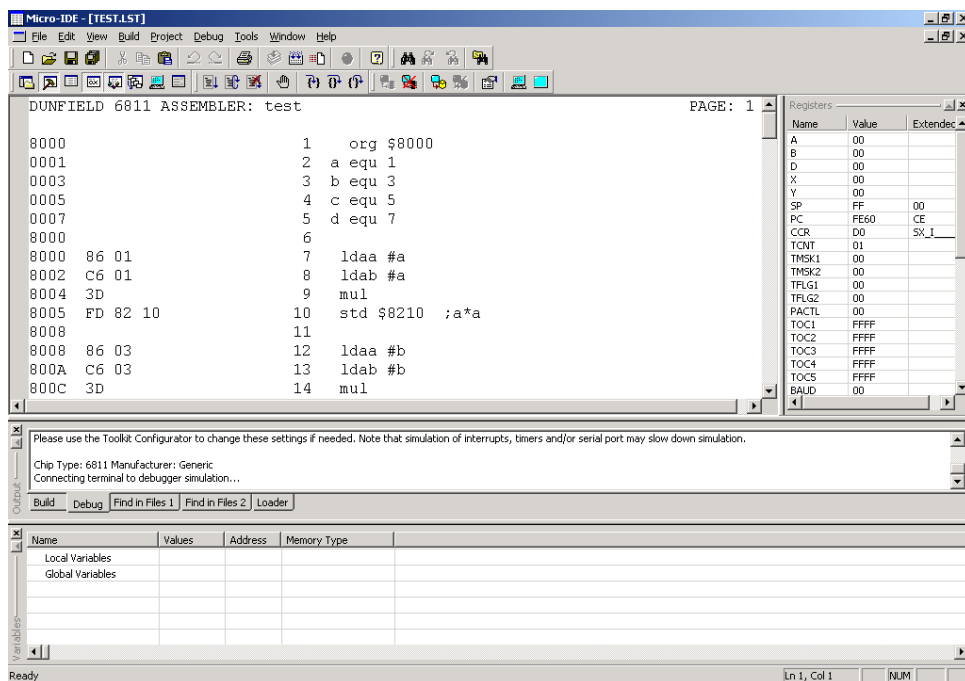 Micro-IDE - [TEST.LST]
File Edit View Build Project Debug Tools Window Help
DUNFIELD 6811 ASSEMBLER: test PAGE: 1
8000 1 org $8000
0001 2 a equ 1
0003 3 b equ 3
0005 4 c equ 5
0007 5 d equ 7
8000 6
8000 86 01 7 ldaa #a
8002 C6 01 8 ldab #a
8004 3D 9 mul
8005 FD 82 10 10 std $8210 ;a*a
8008 11
8008 86 03 12 ldaa #b
800A C6 03 13 ldab #b
800C 3D 14 mul
Registers
Name Value Extended
A 00
B 00
D 00
X 00
Y 00
SP FF 00
PC FE60 CE
CCR D0 SX_I____
TCNT 01
TMSK1 00
TMSK2 00
TFLG1 00
TFLG2 00
PACTL 00
TOC1 FFFF
TOC2 FFFF
TOC3 FFFF
TOC4 FFFF
TOC5 FFFF
BAUD 00
Output
Please use the Toolkit Configurator to change these settings if needed. Note that simulation of interrupts, timers and/or serial port may slow down simulation.
Chip Type: 6811 Manufacturer: Generic
Connecting terminal to debugger simulation...
Build Debug Find in Files 1 Find in Files 2 Loader
Variables
Name Values Address Memory Type
Local Variables
Global Variables
Ready Ln 1, Col 1 NUM